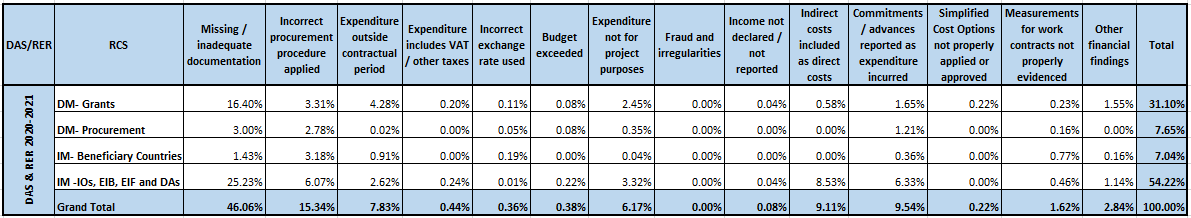 DAS/RER RCS Missing / inadequate documentation Incorrect procurement procedure applied Expenditure outside contractual period Expenditure includes VAT / other taxes Incorrect exchange rate used Budget exceeded Expenditure not for project purposes Fraud and irregularities Income not declared / not reported Indirect costs included as direct costs Commitments / advances reported as expenditure incurred Simplified Cost Options not properly applied or approved Measurements for work contracts not properly evidenced Other financial findings Total
DAS & RER 2020-2021
DM- Grants 16.40% 3.31% 4.28% 0.20% 0.11% 0.08% 2.45% 0.00% 0.04% 0.58% 1.65% 0.22% 0.23% 1.55% 31.10%
DM- Procurement 3.00% 2.78% 0.02% 0.00% 0.05% 0.08% 0.35% 0.00% 0.00% 0.00% 1.21% 0.00% 0.16% 0.00% 7.65%
IM- Beneficiary Countries 1.43% 3.18% 0.91% 0.00% 0.19% 0.00% 0.04% 0.00% 0.00% 0.00% 0.36% 0.00% 0.77% 0.16% 7.04%
IM -IOs, EIB, EIF and DAs 25.23% 6.07% 2.62% 0.24% 0.01% 0.22% 3.32% 0.00% 0.04% 8.53% 6.33% 0.00% 0.46% 1.14% 54.22%
Grand Total 46.06% 15.34% 7.83% 0.44% 0.36% 0.38% 6.17% 0.00% 0.08% 9.11% 9.54% 0.22% 1.62% 2.84% 100.00%